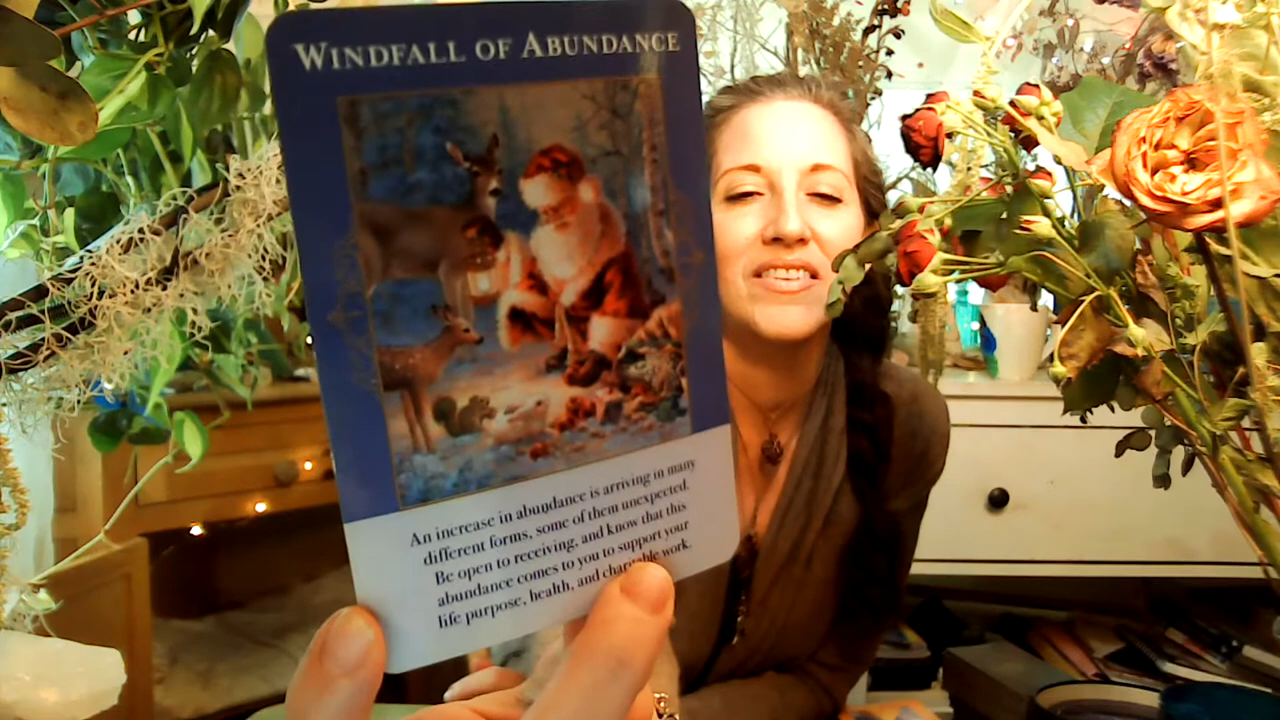 WINDFALL OF ABUNDANCE
An increase in abundance is arriving in many
different forms, some of them unexpected.
Be open to receiving, and know that this
abundance comes to you to support your
life purpose, health, and charitable work.